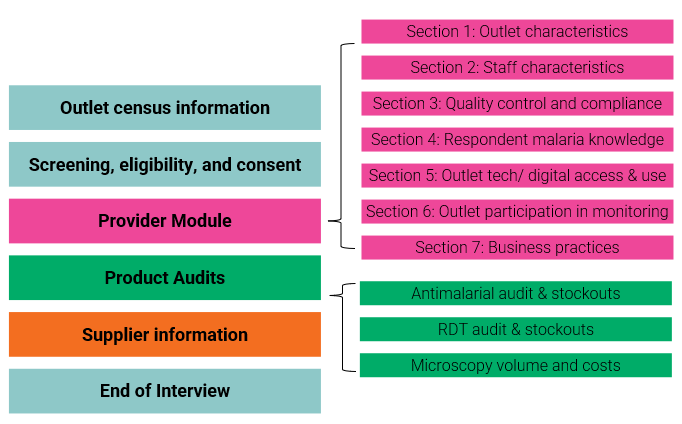 Outlet census information
Screening, eligibility, and consent
Provider Module
Product Audits
Supplier information
End of Interview
Section 1: Outlet characteristics
Section 2: Staff characteristics
Section 3: Quality control and compliance
Section 4: Respondent malaria knowledge
Section 5: Outlet tech/ digital access & use
Section 6: Outlet participation in monitoring
Section 7: Business practices
Antimalarial audit & stockouts
RDT audit & stockouts
Microscopy volume and costs